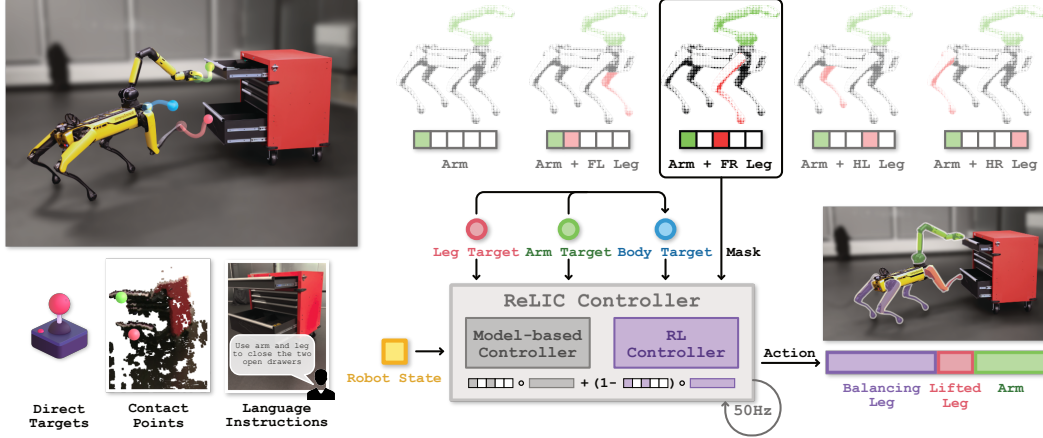 Arm
Arm + FL Leg
Arm + FR Leg
Arm + HL Leg
Arm + HR Leg
Leg Target
Arm Target
Body Target
Mask
ReLIC Controller
Model-based
Controller
RL
Controller
+ (1- )
50Hz
Robot State
Action
Use arm and leg
to close the two
open drawers
Direct
Targets
Contact
Points
Language
Instructions
Balancing
Leg
Lifted
Leg
Arm